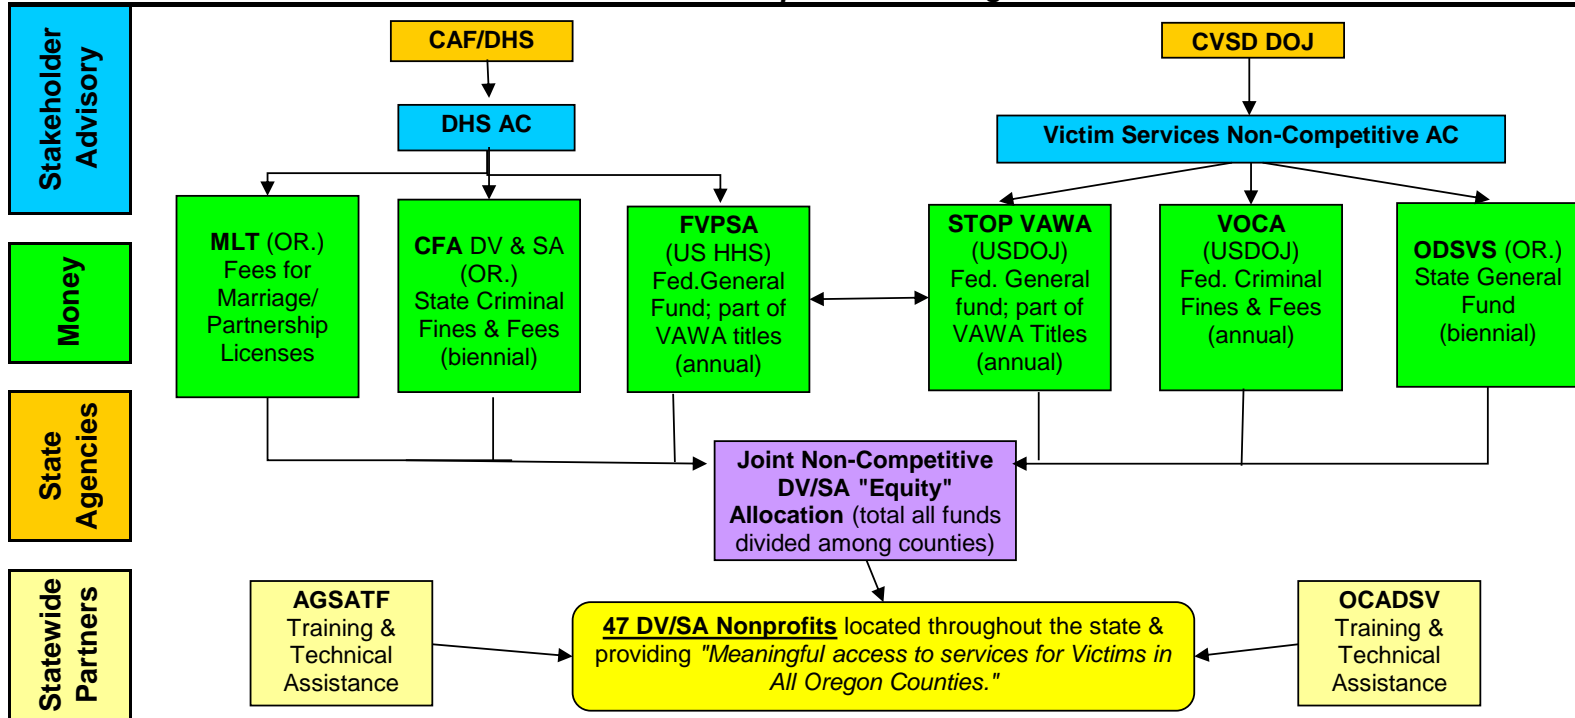 Stakeholder
Advisory
CAF/DHS
CVSD DOJ
DHS AC
Victim Services Non-Competitive AC
Money
MLT (OR.)
Fees for
Marriage/
Partnership
Licenses
CFA DV & SA
(OR.)
State Criminal
Fines & Fees
(biennial)
FVPSA
(US HHS)
Fed.General
Fund; part of
VAWA titles
(annual)
STOP VAWA
(USDOJ)
Fed. General
fund; part of
VAWA Titles
(annual)
VOCA
(USDOJ)
Fed. Criminal
Fines & Fees
(annual)
ODSVS (OR.)
State General
Fund
(biennial)
State
Agencies
Joint Non-Competitive
DV/SA "Equity"
Allocation (total all funds
divided among counties)
Statewide
Partners
AGSATF
Training &
Technical
Assistance
47 DV/SA Nonprofits located throughout the state &
providing "Meaningful access to services for Victims in
All Oregon Counties."
OCADSV
Training &
Technical
Assistance